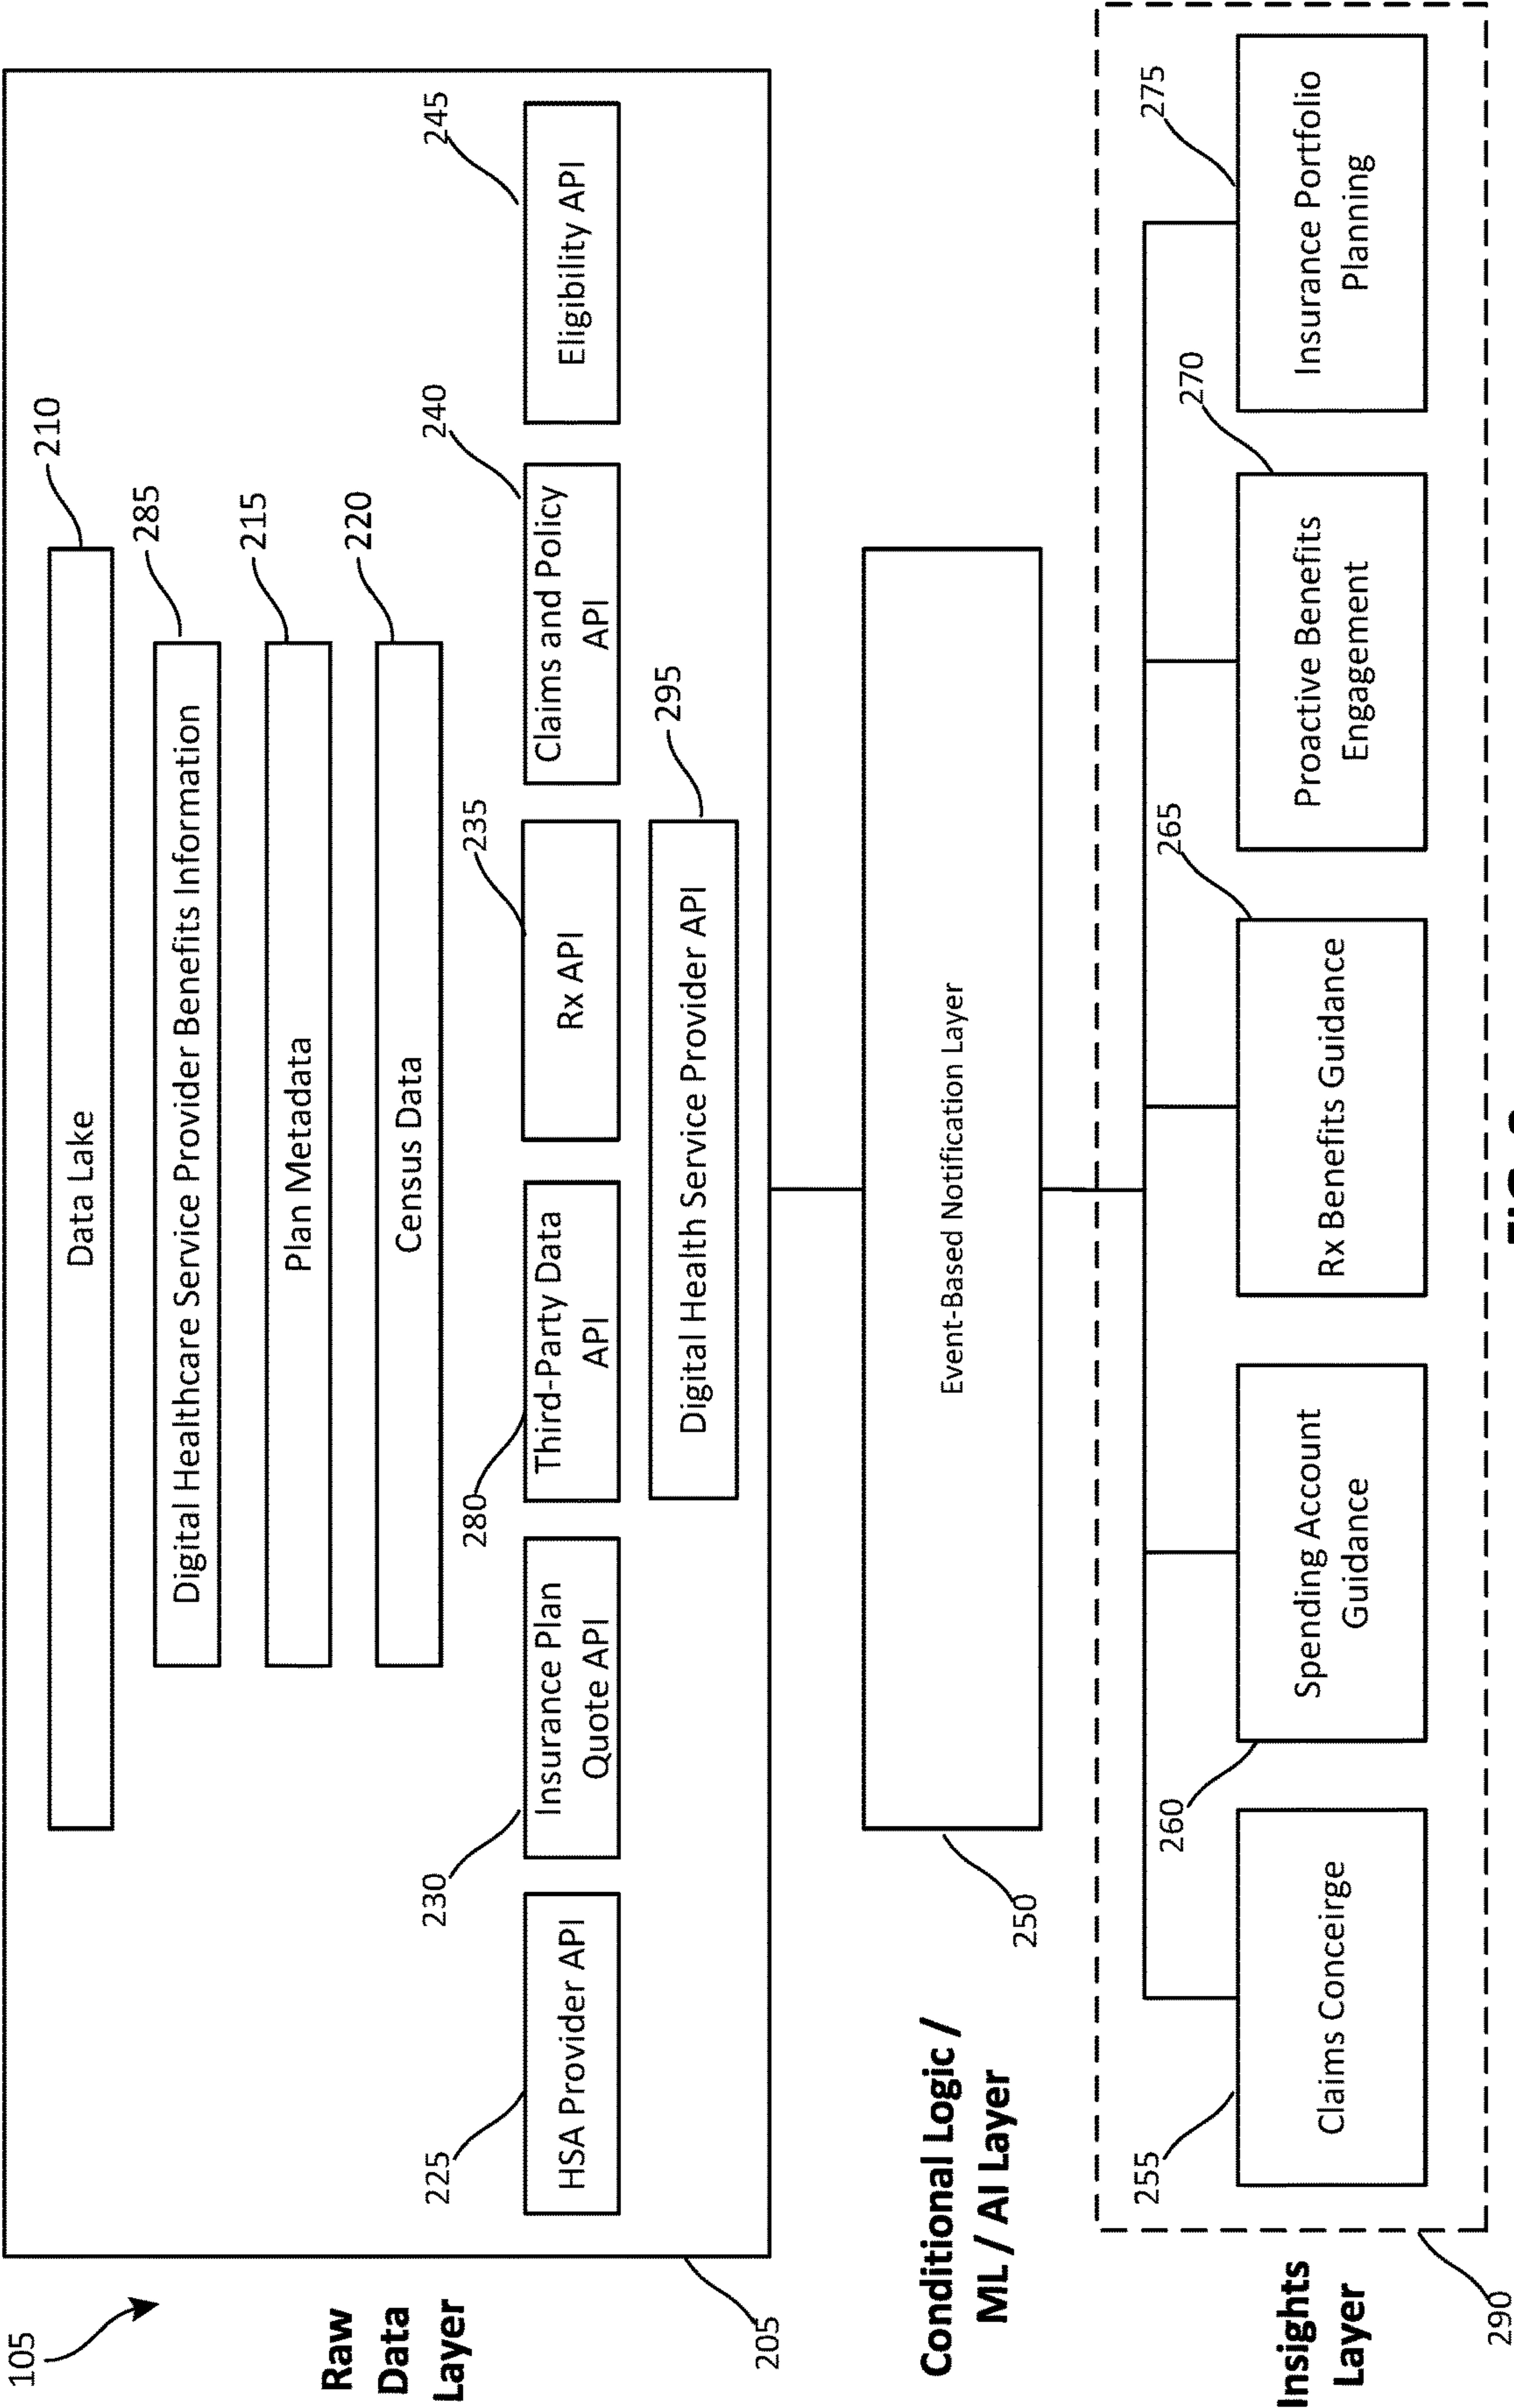 105
Raw
Data
Layer
205
Data Lake
210
Digital Healthcare Service Provider Benefits Information
285
Plan Metadata
215
Census Data
220
225
HSA Provider API
230
Insurance Plan
Quote API
280
Third-Party Data
API
235
Rx API
240
Claims and Policy
API
245
Eligibility API
Digital Health Service Provider API
295
Conditional Logic /
ML / AI Layer
250
Event-Based Notification Layer
Insights
Layer
290
255
Claims Conceirge
260
Spending Account
Guidance
265
Rx Benefits Guidance
270
Proactive Benefits
Engagement
275
Insurance Portfolio
Planning